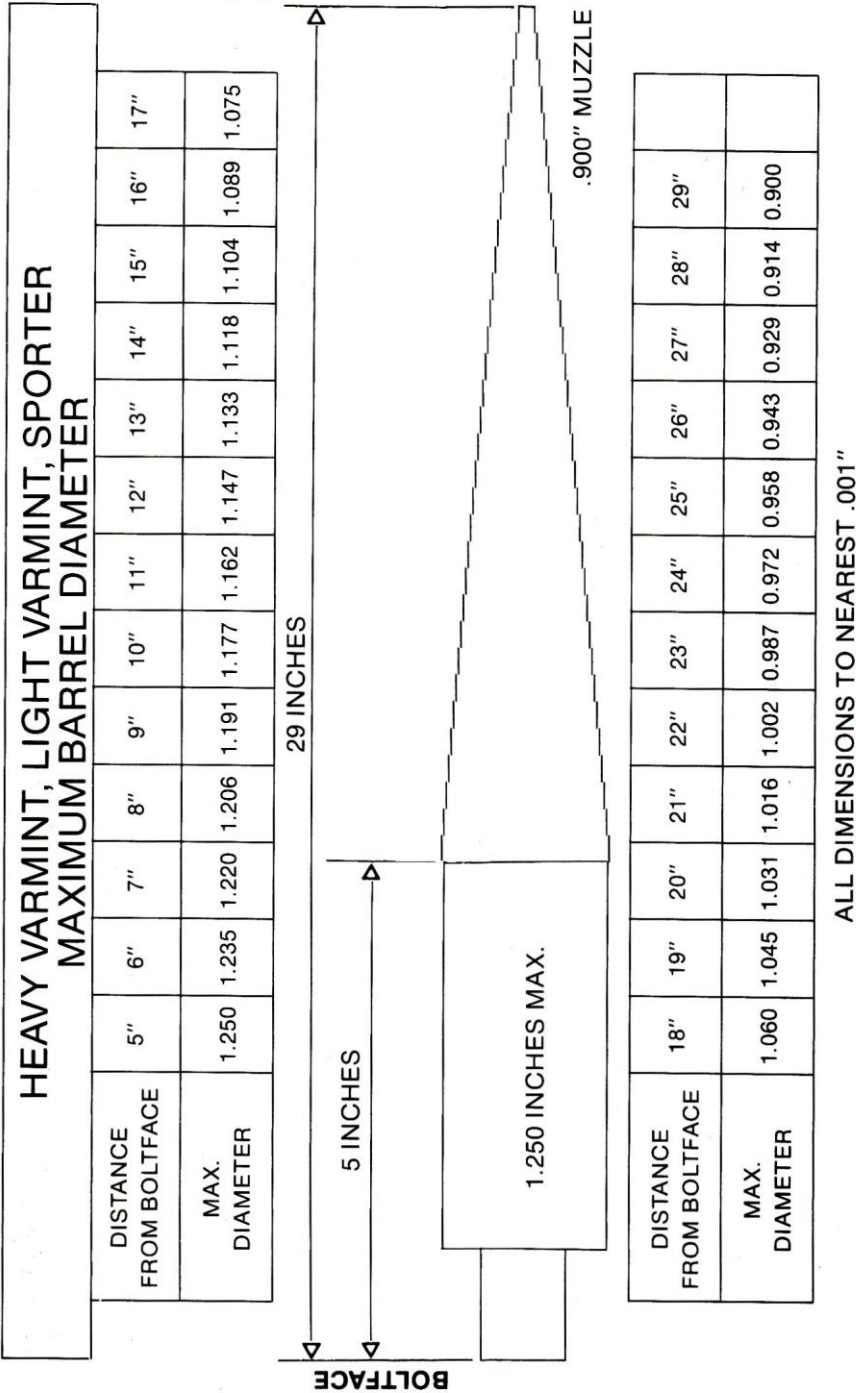 HEAVY VARMINT, LIGHT VARMINT, SPORTER
MAXIMUM BARREL DIAMETER
DISTANCE FROM BOLTFACE 5" 6" 7" 8" 9" 10" 11" 12" 13" 14" 15" 16" 17"
MAX. DIAMETER 1.250 1.235 1.220 1.206 1.191 1.177 1.162 1.147 1.133 1.118 1.104 1.089 1.075
29 INCHES
5 INCHES
BOLTFACE
1.250 INCHES MAX.
.900" MUZZLE
DISTANCE FROM BOLTFACE 18" 19" 20" 21" 22" 23" 24" 25" 26" 27" 28" 29"
MAX. DIAMETER 1.060 1.045 1.031 1.016 1.002 0.987 0.972 0.958 0.943 0.929 0.914 0.900
ALL DIMENSIONS TO NEAREST .001"